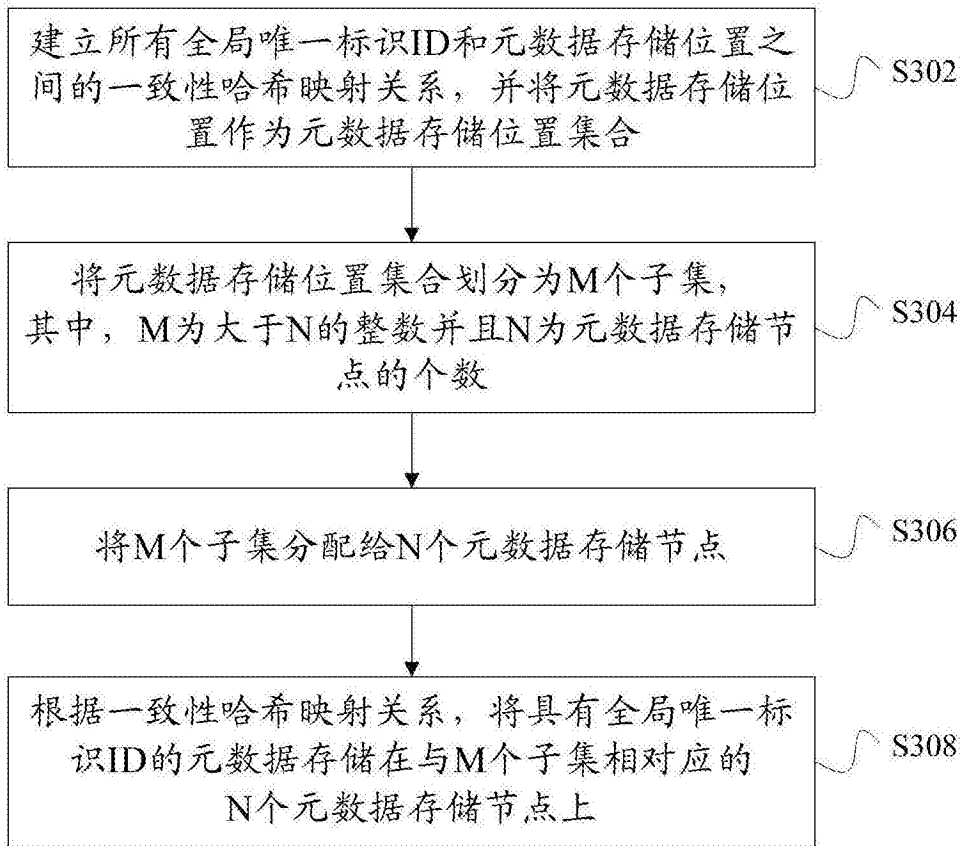 建立所有全局唯一标识ID和元数据存储位置之
间的一致性哈希映射关系，并将元数据存储位
置作为元数据存储位置集合
S302
将元数据存储位置集合划分为M个子集，
其中，M为大于N的整数并且N为元数据存储节
点的个数
S304
将M个子集分配给N个元数据存储节点
S306
根据一致性哈希映射关系，将具有全局唯一标
识ID的元数据存储在与M个子集相对应的
N个元数据存储节点上
S308